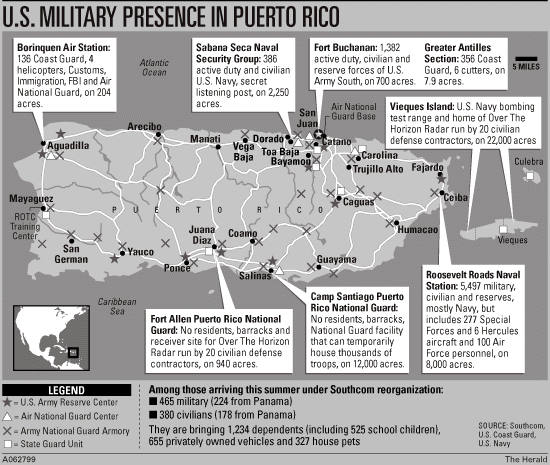 U.S. MILITARY PRESENCE IN PUERTO RICO
Borinquen Air Station:
136 Coast Guard, 4
helicopters, Customs,
Immigration, FBI and Air
National Guard, on 204
acres.
Atlantic
Ocean
Sabana Seca Naval
Security Group: 386
active duty and civilian
U.S. Navy, secret
listening post, on 2,250
acres.
Fort Buchanan: 1,382
active duty, civilian and
reserve forces of U.S.
Army South, on 700 acres.
Greater Antilles
Section: 356 Coast
Guard, 6 cutters, on
7.9 acres.
5 MILES
San
Juan
Air National
Guard Base
Vieques Island: U.S. Navy bombing
test range and home of Over The
Horizon Radar run by 20 civilian
defense contractors, on 22,000 acres
Aguadilla
Arecibo
Manati
Vega
Baja
Dorado
Toa Baja
Bayamon
Catano
Carolina
Trujillo Alto
Fajardo
Culebra
Mayaguez
ROTC
Training
Center
PUERTO RICO
Caguas
Ceiba
Humacao
Vieques
San
German
Yauco
Ponce
Juana
Diaz
Coamo
Salinas
Guayama
Caribbean
Sea
Fort Allen Puerto Rico National
Guard: No residents, barracks and
receiver site for Over The Horizon
Radar run by 20 civilian defense
contractors, on 940 acres.
Camp Santiago Puerto
Rico National Guard:
No residents, barracks,
National Guard facility
that can temporarily
house thousands of
troops, on 12,000 acres.
Roosevelt Roads Naval
Station: 5,497 military,
civilian and reserves,
mostly Navy, but
includes 277 Special
Forces and 6 Hercules
aircraft and 100 Air
Force personnel, on
8,000 acres.
LEGEND
= U.S. Army Reserve Center
= Air National Guard Center
= Army National Guard Armory
= State Guard Unit
Among those arriving this summer under Southcom reorganization:
■ 465 military (224 from Panama)
■ 380 civilians (178 from Panama)
They are bringing 1,234 dependents (including 525 school children),
655 privately owned vehicles and 327 house pets
SOURCE: Southcom,
U.S. Coast Guard,
U.S. Navy
A062799
The Herald